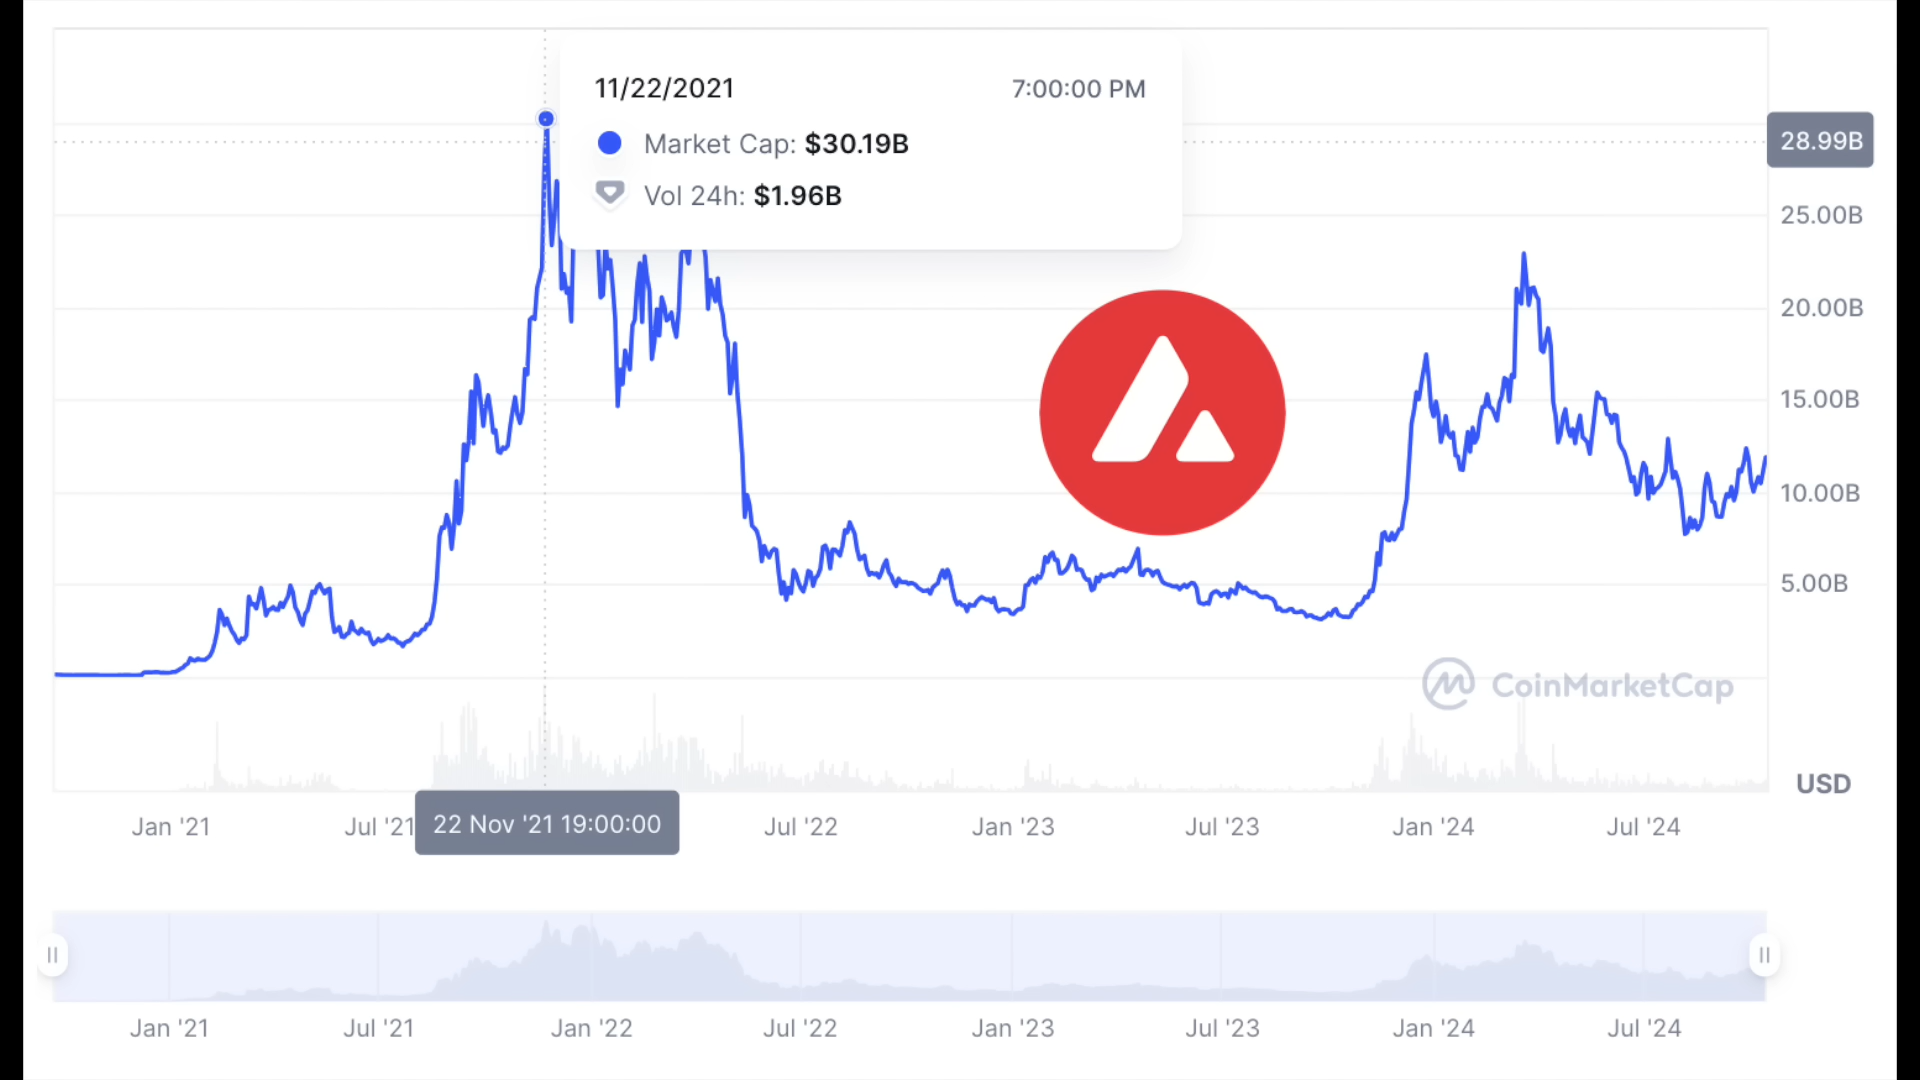 11/22/2021 7:00:00 PM
Market Cap: $30.19B
Vol 24h: $1.96B
28.99B
25.00B
20.00B
15.00B
10.00B
5.00B
CoinMarketCap
USD
Jan '21 Jul '21 22 Nov '21 19:00:00 Jul '22 Jan '23 Jul '23 Jan '24 Jul '24
Jan '21 Jul '21 Jan '22 Jul '22 Jan '23 Jul '23 Jan '24 Jul '24